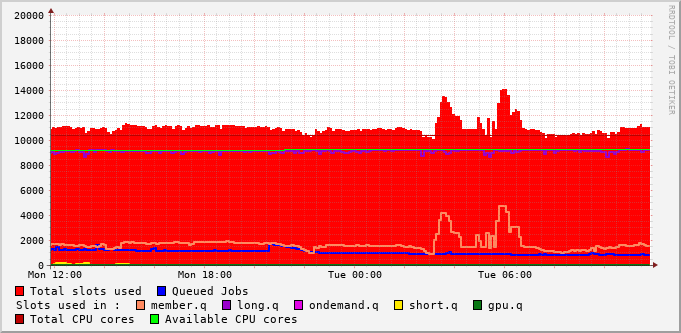 20000
18000
16000
14000
12000
10000
8000
6000
4000
2000
0
Mon 12:00 Mon 18:00 Tue 00:00 Tue 06:00
RRDTOOL / TOBI OETIKER
Total slots used Queued Jobs
Slots used in : member.q long.q ondemand.q short.q gpu.q
Total CPU cores Available CPU cores